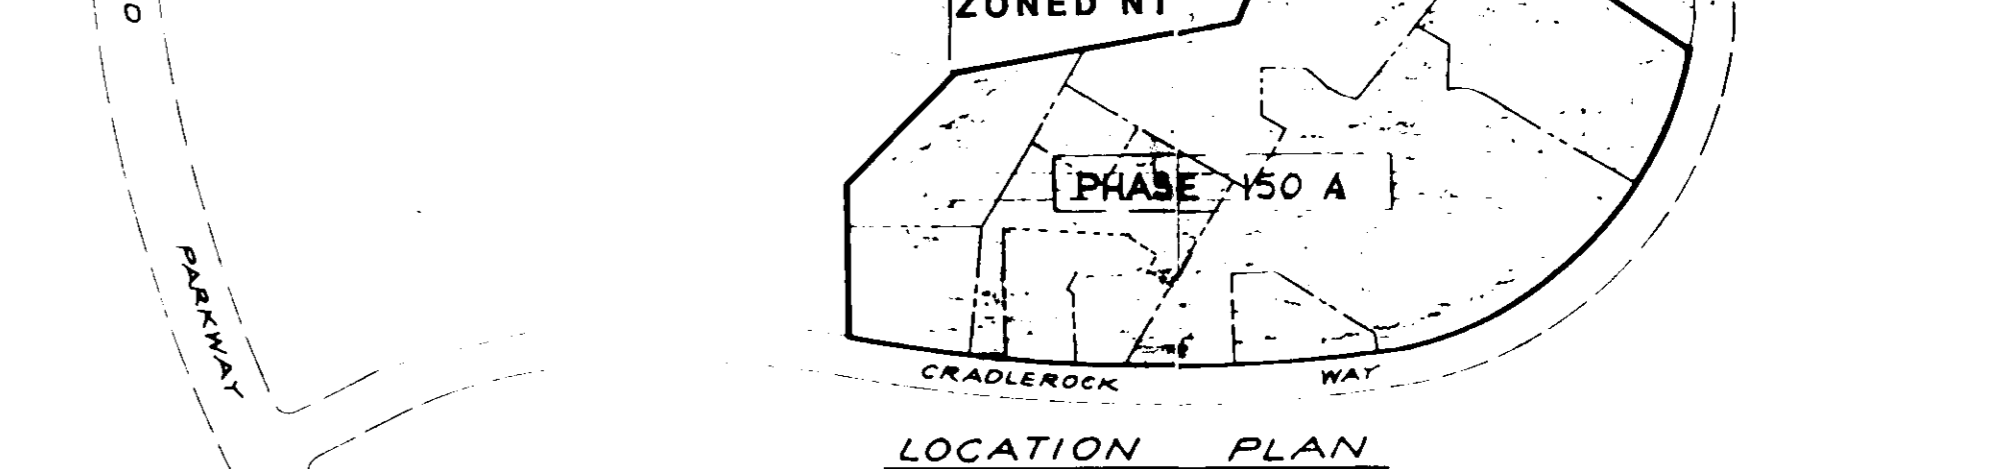 O
ZONED NT
PHASE 150 A
PARKWAY
CRADLEROCK WAY
LOCATION PLAN